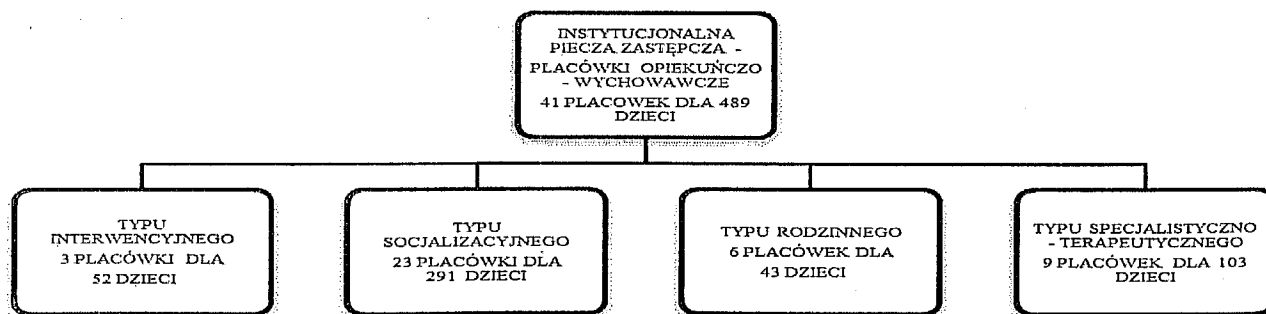 INSTYTUCJONALNA
PIECZA ZASTĘPCZA -
PLACÓWKI OPIEKUŃCZO
- WYCHOWAWCZE
41 PLACOWEK DLA 489
DZIECI
TYPU
INTERWENCYJNEGO
3 PLACÓWKI DLA
52 DZIECI
TYPU
SOCJALIZACYJNEGO
23 PLACÓWKI DLA
291 DZIECI
TYPU RODZINNEGO
6 PLACÓWEK DLA
43 DZIECI
TYPU SPECJALISTYCZNO
- TERAPEUTYCZNEGO
9 PLACÓWEK DLA 103
DZIECI